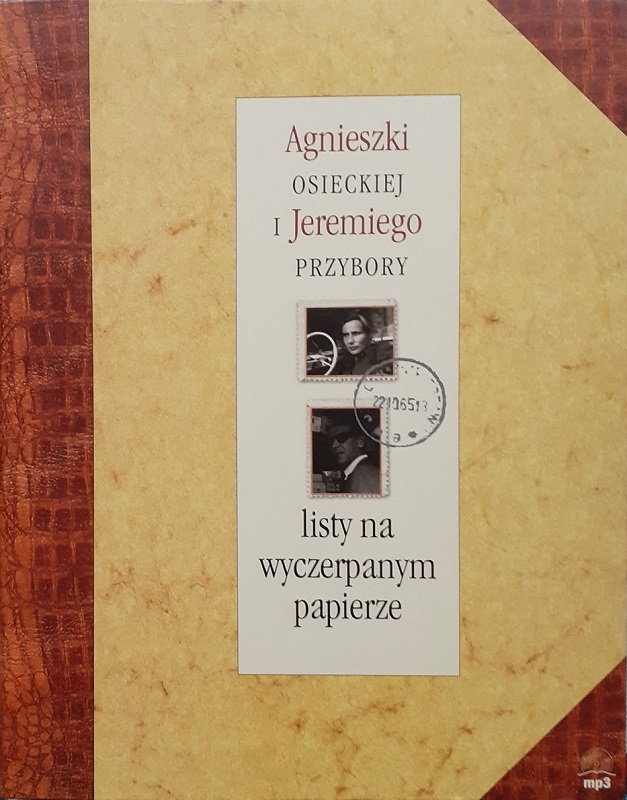 Agnieszki
OSIECKIEJ
I Jeremiego
PRZYBORY
listy na
wyczerpanym
papierze
mp3